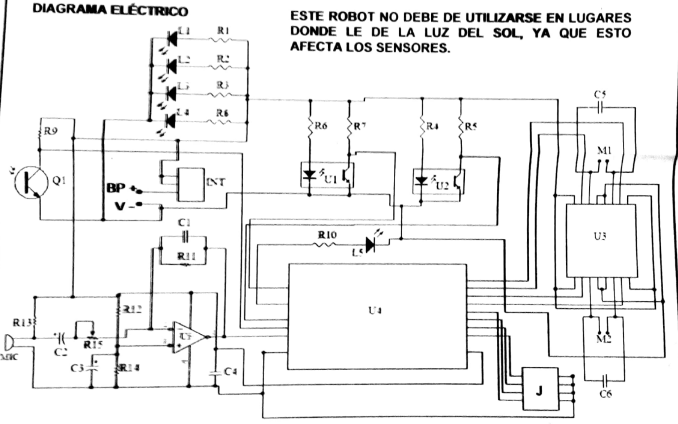 DIAGRAMA ELÉCTRICO
ESTE ROBOT NO DEBE DE UTILIZARSE EN LUGARES
DONDE LE DE LA LUZ DEL SOL, YA QUE ESTO
AFECTA LOS SENSORES.
L1 R1
L2 R2
L3 R3
L4 R8
C5
R9
R6 R7 R4 R5
M1
Q1
BP +
V -
INT
U1
U2
C1
R11
R10
L5
U3
U4
R12
R13
C2
R15
U5
MIC
C3
R14
C4
M2
J
C6